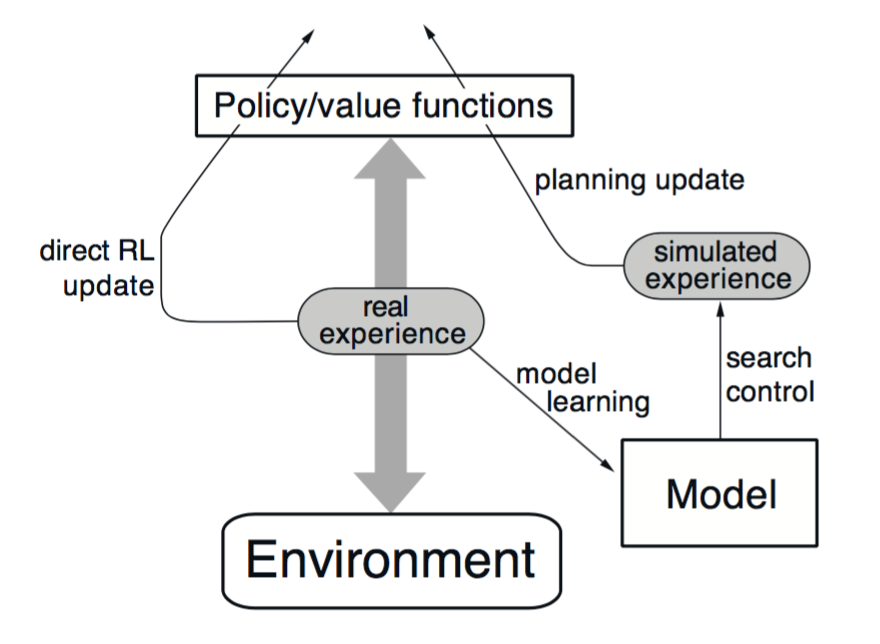 Policy/value functions
planning update
direct RL
update
simulated
experience
real
experience
model
learning
search
control
Model
Environment